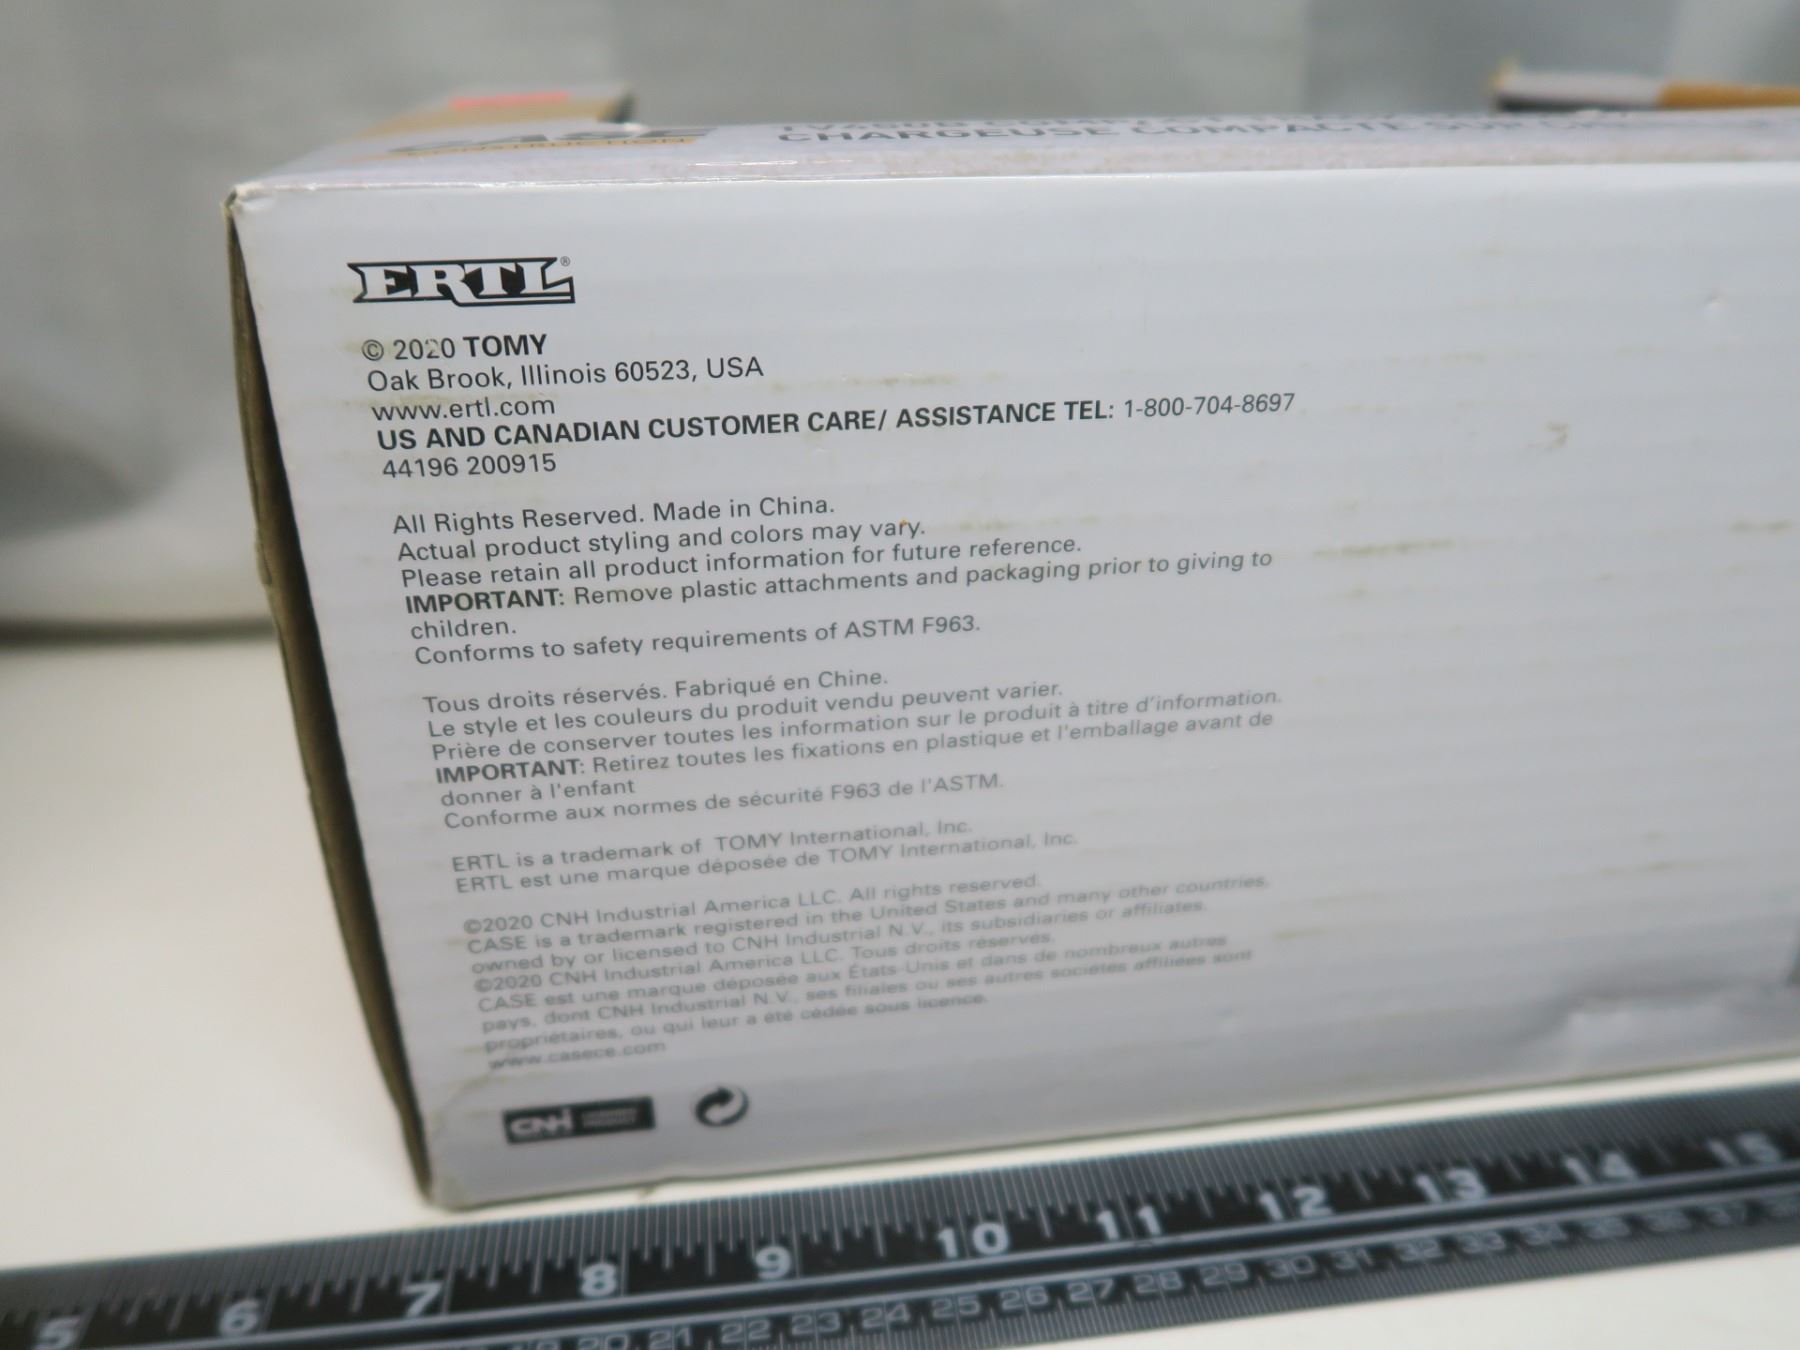 CASE
CONSTRUCTION
CHARGEUSE COMPACTE
ERTL®
© 2020 TOMY
Oak Brook, Illinois 60523, USA
www.ertl.com
US AND CANADIAN CUSTOMER CARE/ ASSISTANCE TEL: 1-800-704-8697
44196 200915
All Rights Reserved. Made in China.
Actual product styling and colors may vary.
Please retain all product information for future reference.
IMPORTANT: Remove plastic attachments and packaging prior to giving to
children.
Conforms to safety requirements of ASTM F963.
Tous droits réservés. Fabriqué en Chine.
Le style et les couleurs du produit vendu peuvent varier.
Prière de conserver toutes les information sur le produit à titre d'information.
IMPORTANT: Retirez toutes les fixations en plastique et l'emballage avant de
donner à l'enfant
Conforme aux normes de sécurité F963 de l'ASTM.
ERTL is a trademark of TOMY International, Inc.
ERTL est une marque déposée de TOMY International, Inc.
©2020 CNH Industrial America LLC. All rights reserved.
CASE is a trademark registered in the United States and many other countries,
owned by or licensed to CNH Industrial N.V., its subsidiaries or affiliates.
©2020 CNH Industrial America LLC. Tous droits réservés.
CASE est une marque déposée aux États-Unis et dans de nombreux autres
pays, dont CNH Industrial N.V., ses filiales ou ses autres sociétés affiliées sont
propriétaires, ou qui leur a été cédée sous licence.
www.casece.com
CNH
5 6 7 8 9 10 11 12 13 14 15
19 20 21 22 23 24 25 26 27 28 29 30 31 32 33 34 35 36 37